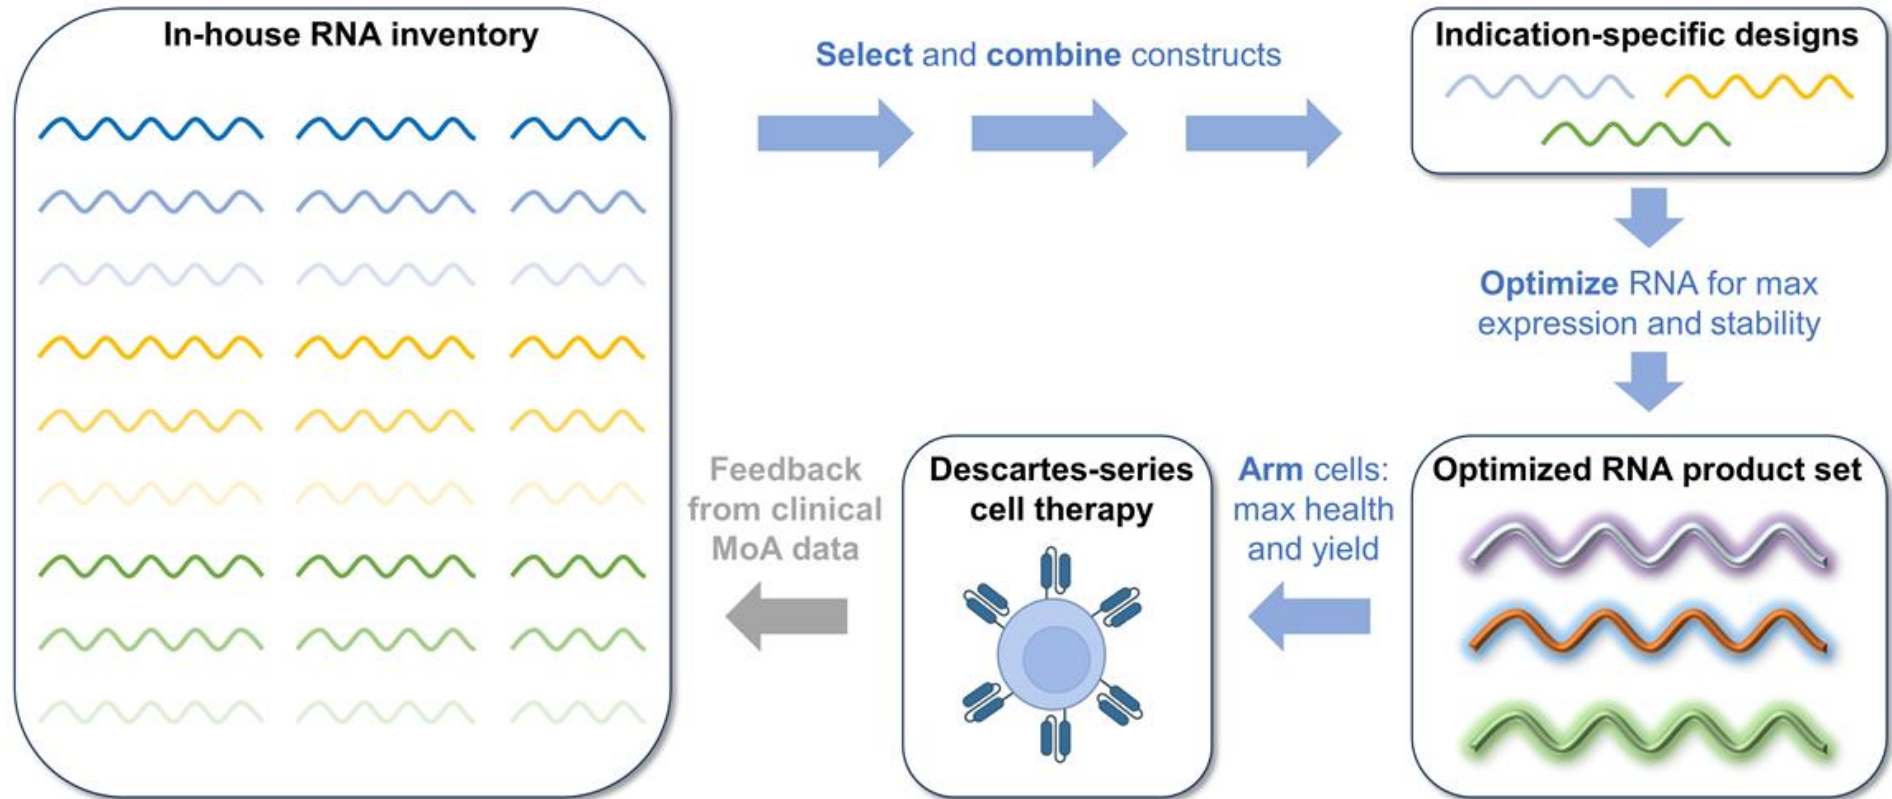 In-house RNA inventory
Select and combine constructs
Indication-specific designs
Optimize RNA for max
expression and stability
Optimized RNA product set
Arm cells:
max health
and yield
Descartes-series
cell therapy
Feedback
from clinical
MoA data